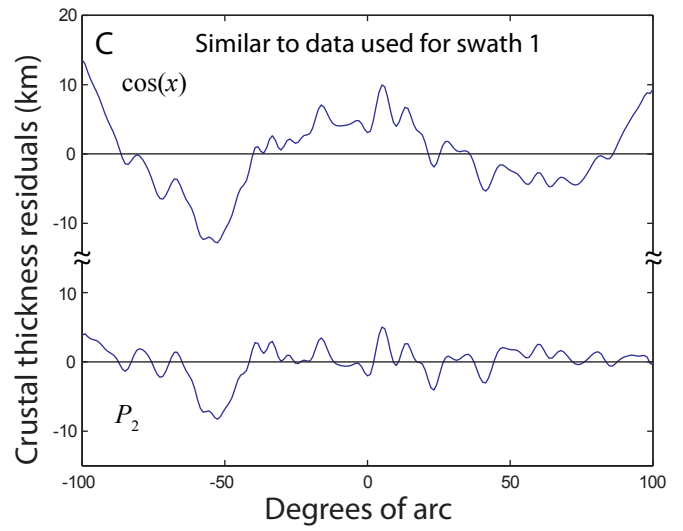 20
C Similar to data used for swath 1
cos(x)
10
0
-10
≈ ≈
10
0
-10
P₂
-100 -50 0 50 100
Degrees of arc
Crustal thickness residuals (km)